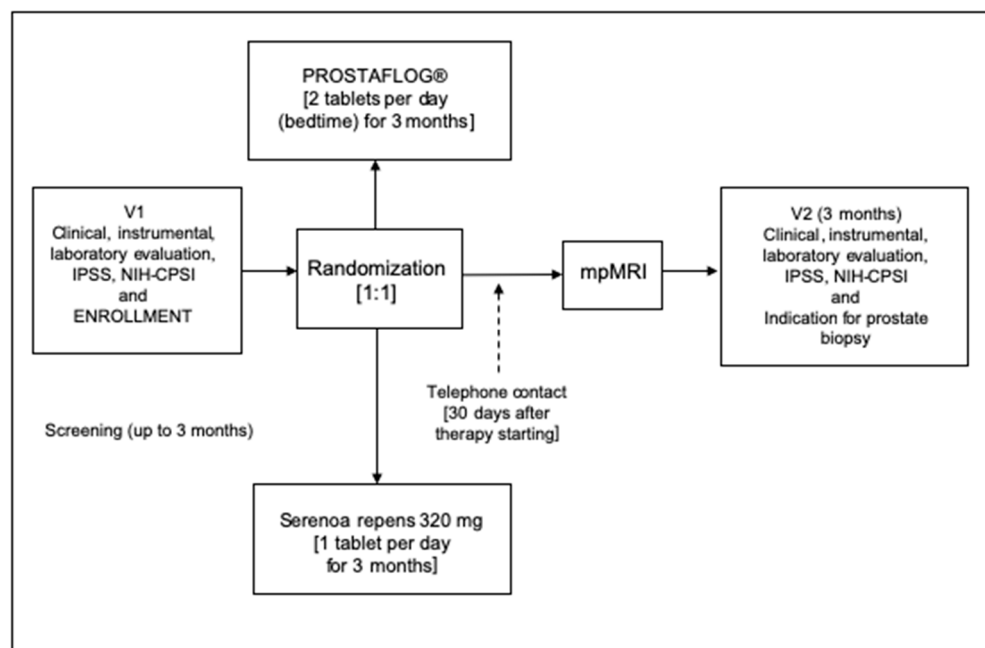 PROSTAFLOG®
[2 tablets per day
(bedtime) for 3 months]
V1
Clinical, instrumental,
laboratory evaluation,
IPSS, NIH-CPSI
and
ENROLLMENT
Randomization
[1:1]
mpMRI
V2 (3 months)
Clinical, instrumental,
laboratory evaluation,
IPSS, NIH-CPSI
and
Indication for prostate
biopsy
Telephone contact
[30 days after
therapy starting]
Screening (up to 3 months)
Serenoa repens 320 mg
[1 tablet per day
for 3 months]